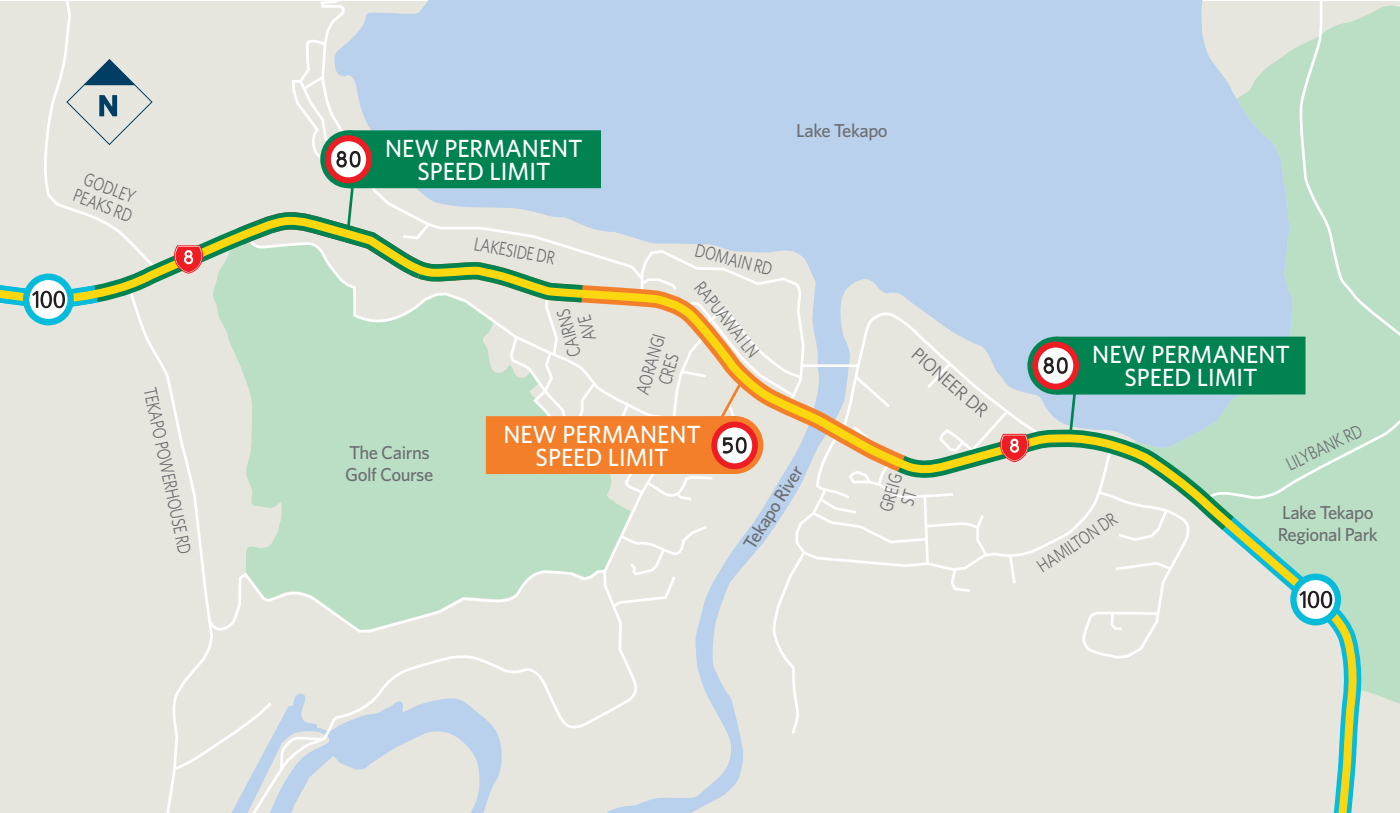 N
Lake Tekapo
80
NEW PERMANENT
SPEED LIMIT
GODLEY
PEAKS RD
8
100
LAKESIDE DR
DOMAIN RD
RAPUAWAI LN
CAIRNS
AVE
AORANGI
CRES
PIONEER DR
80
NEW PERMANENT
SPEED LIMIT
TEKAPO POWERHOUSE RD
The Cairns
Golf Course
NEW PERMANENT
SPEED LIMIT
50
8
LILYBANK RD
GREIG
ST
Tekapo River
HAMILTON DR
Lake Tekapo
Regional Park
100